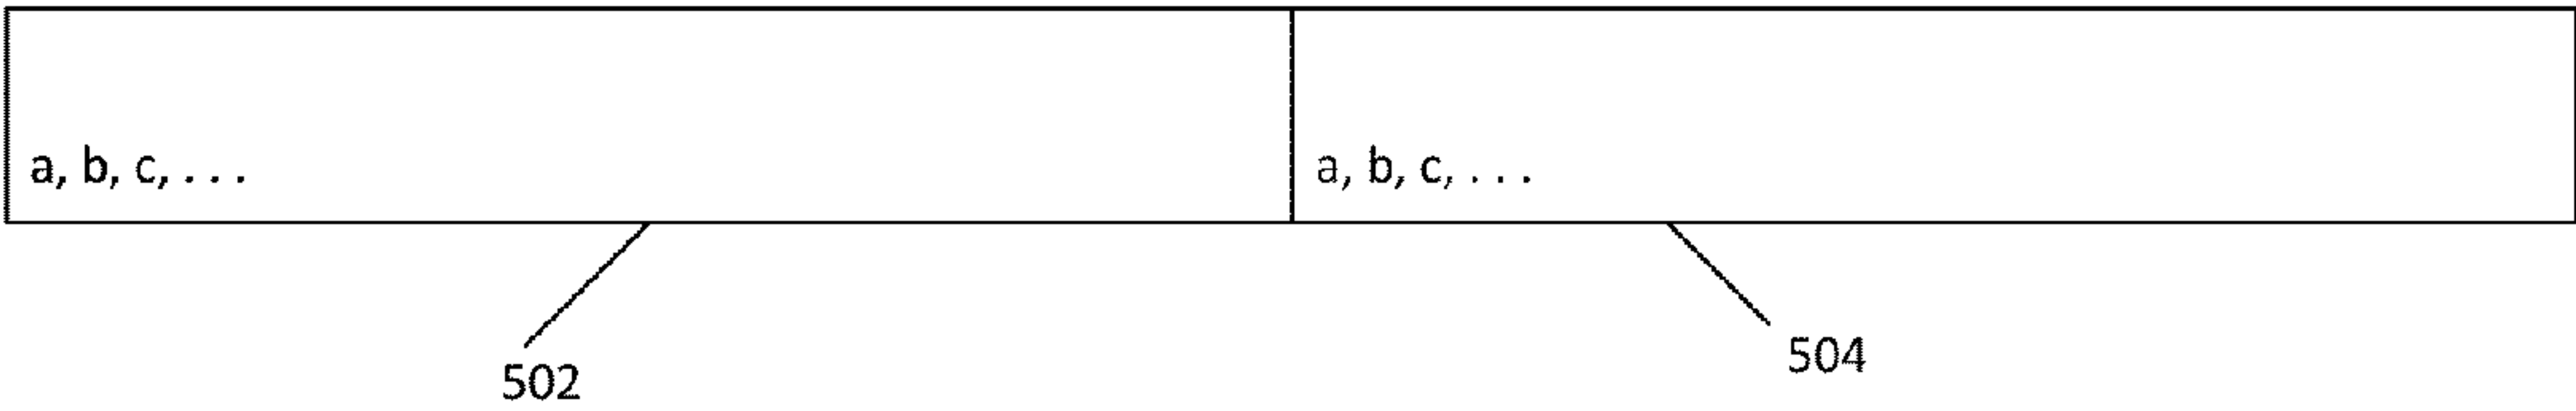 a, b, c, . . .
a, b, c, . . .
502
504